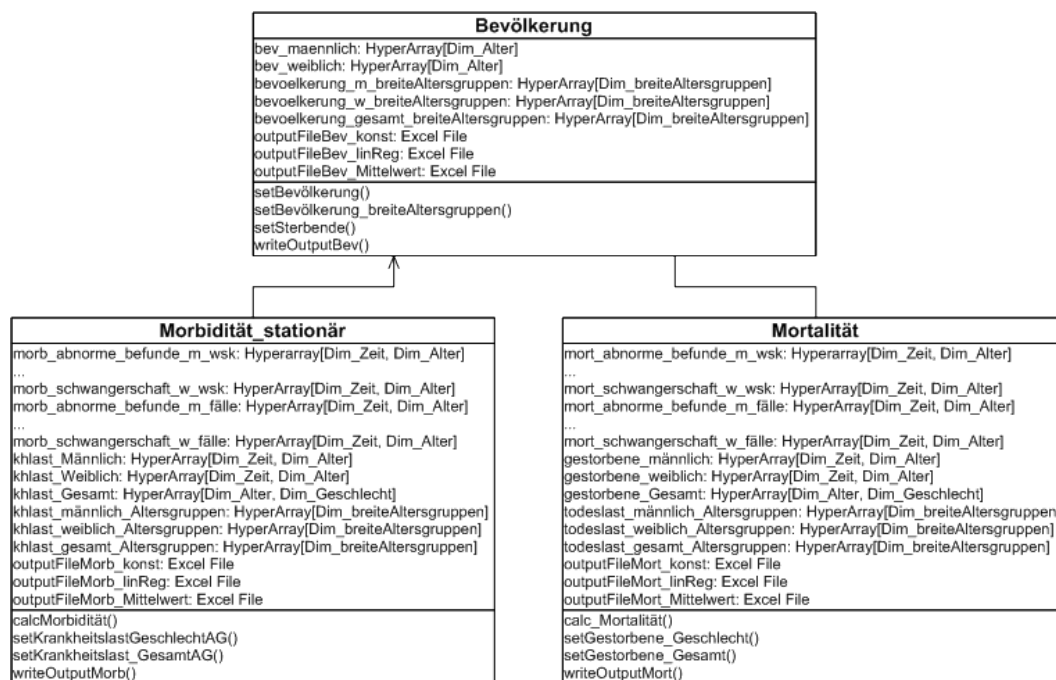 Bevölkerung
bev_maennlich: HyperArray[Dim_Alter]
bev_weiblich: HyperArray[Dim_Alter]
bevoelkerung_m_breiteAltersgruppen: HyperArray[Dim_breiteAltersgruppen]
bevoelkerung_w_breiteAltersgruppen: HyperArray[Dim_breiteAltersgruppen]
bevoelkerung_gesamt_breiteAltersgruppen: HyperArray[Dim_breiteAltersgruppen]
outputFileBev_konst: Excel File
outputFileBev_linReg: Excel File
outputFileBev_Mittelwert: Excel File
setBevölkerung()
setBevölkerung_breiteAltersgruppen()
setSterbende()
writeOutputBev()
Morbidität_stationär
morb_abnorme_befunde_m_wsk: Hyperarray[Dim_Zeit, Dim_Alter]
...
morb_schwangerschaft_w_wsk: HyperArray[Dim_Zeit, Dim_Alter]
morb_abnorme_befunde_m_fälle: HyperArray[Dim_Zeit, Dim_Alter]
...
morb_schwangerschaft_w_fälle: HyperArray[Dim_Zeit, Dim_Alter]
khlast_Männlich: HyperArray[Dim_Zeit, Dim_Alter]
khlast_Weiblich: HyperArray[Dim_Zeit, Dim_Alter]
khlast_Gesamt: HyperArray[Dim_Alter, Dim_Geschlecht]
khlast_männlich_Altersgruppen: HyperArray[Dim_breiteAltersgruppen]
khlast_weiblich_Altersgruppen: HyperArray[Dim_breiteAltersgruppen]
khlast_gesamt_Altersgruppen: HyperArray[Dim_breiteAltersgruppen]
outputFileMorb_konst: Excel File
outputFileMorb_linReg: Excel File
outputFileMorb_Mittelwert: Excel File
calcMorbidität()
setKrankheitslastGeschlechtAG()
setKrankheitslast_GesamtAG()
writeOutputMorb()
Mortalität
mort_abnorme_befunde_m_wsk: Hyperarray[Dim_Zeit, Dim_Alter]
...
mort_schwangerschaft_w_wsk: HyperArray[Dim_Zeit, Dim_Alter]
mort_abnorme_befunde_m_fälle: HyperArray[Dim_Zeit, Dim_Alter]
...
mort_schwangerschaft_w_fälle: HyperArray[Dim_Zeit, Dim_Alter]
gestorbene_männlich: HyperArray[Dim_Zeit, Dim_Alter]
gestorbene_weiblich: HyperArray[Dim_Zeit, Dim_Alter]
gestorbene_Gesamt: HyperArray[Dim_Alter, Dim_Geschlecht]
todeslast_männlich_Altersgruppen: HyperArray[Dim_breiteAltersgruppen
todeslast_weiblich_Altersgruppen: HyperArray[Dim_breiteAltersgruppen]
todeslast_gesamt_Altersgruppen: HyperArray[Dim_breiteAltersgruppen]
outputFileMort_konst: Excel File
outputFileMort_linReg: Excel File
outputFileMort_Mittelwert: Excel File
calc_Mortalität()
setGestorbene_Geschlecht()
setGestorbene_Gesamt()
writeOutputMort()